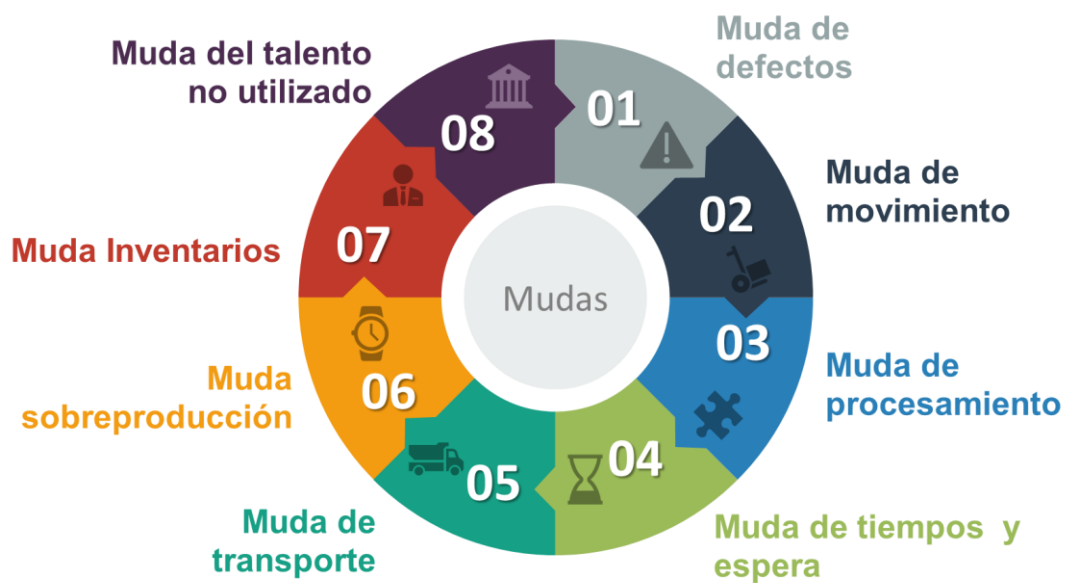 Muda de
defectos
01
Muda de
movimiento
02
Muda de
procesamiento
03
Muda de tiempos y
espera
04
Muda de
transporte
05
Muda
sobreproducción
06
Muda Inventarios
07
Muda del talento
no utilizado
08
Mudas